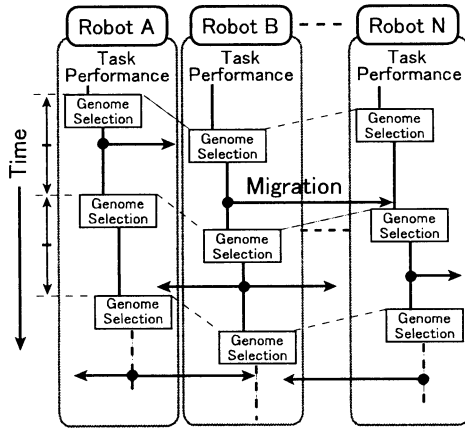 Robot A
Robot B
Robot N
Task
Performance
Task
Performance
Task
Performance
Genome
Selection
Genome
Selection
Genome
Selection
Time
Migration
Genome
Selection
Genome
Selection
Genome
Selection
Genome
Selection
Genome
Selection
Genome
Selection